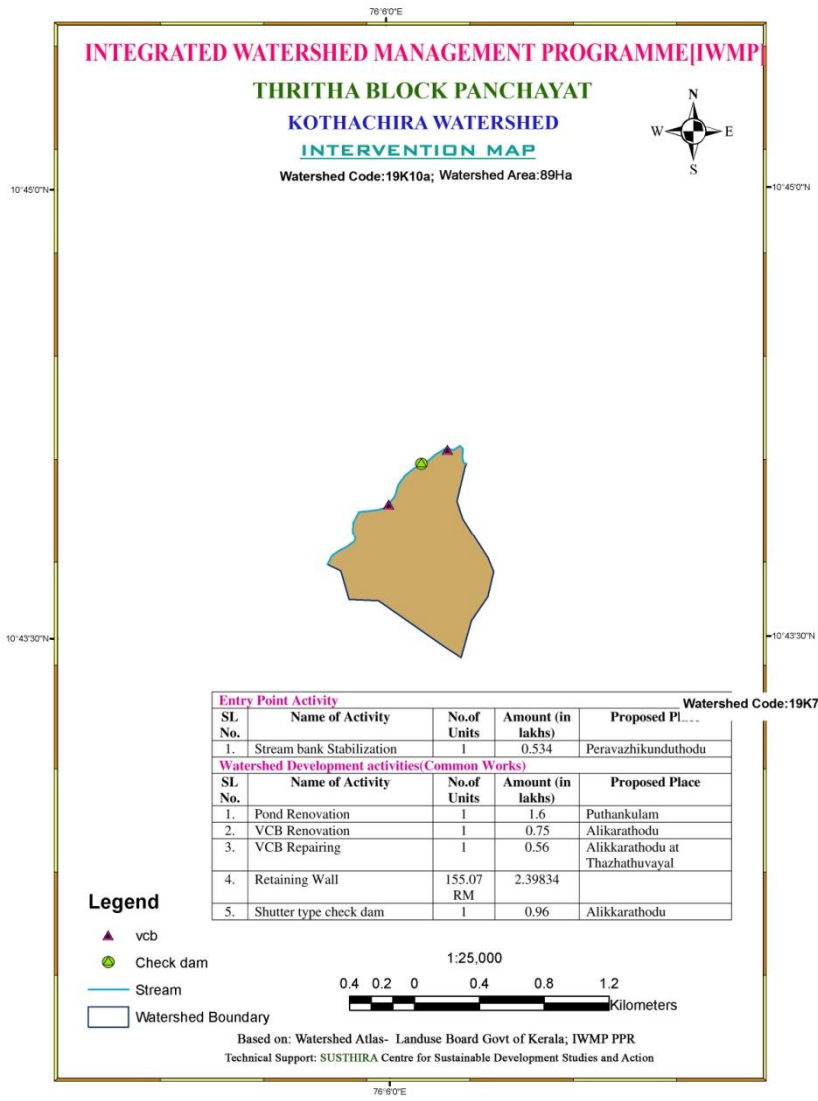 76°6'0"E
INTEGRATED WATERSHED MANAGEMENT PROGRAMME[IWMP]
THRITHA BLOCK PANCHAYAT
KOTHACHIRA WATERSHED
INTERVENTION MAP
Watershed Code:19K10a; Watershed Area:89Ha
N
W E
S
10°45'0"N 10°45'0"N
10°43'30"N 10°43'30"N
Entry Point Activity
Watershed Code:19K7
SL No. Name of Activity No.of Units Amount (in lakhs) Proposed
1. Stream bank Stabilization 1 0.534 Peravazhikunduthodu
Watershed Development activities(Common Works)
SL No. Name of Activity No.of Units Amount (in lakhs) Proposed Place
1. Pond Renovation 1 1.6 Puthankulam
2. VCB Renovation 1 0.75 Alikarathodu
3. VCB Repairing 1 0.56 Alikkarathodu at Thazhathuvayal
4. Retaining Wall 155.07 RM 2.39834
5. Shutter type check dam 1 0.96 Alikkarathodu
Legend
vcb
Check dam
Stream
Watershed Boundary
1:25,000
0.4 0.2 0 0.4 0.8 1.2
Kilometers
Based on: Watershed Atlas- Landuse Board Govt of Kerala; IWMP PPR
Technical Support: SUSTHIRA Centre for Sustainable Development Studies and Action
76°6'0"E